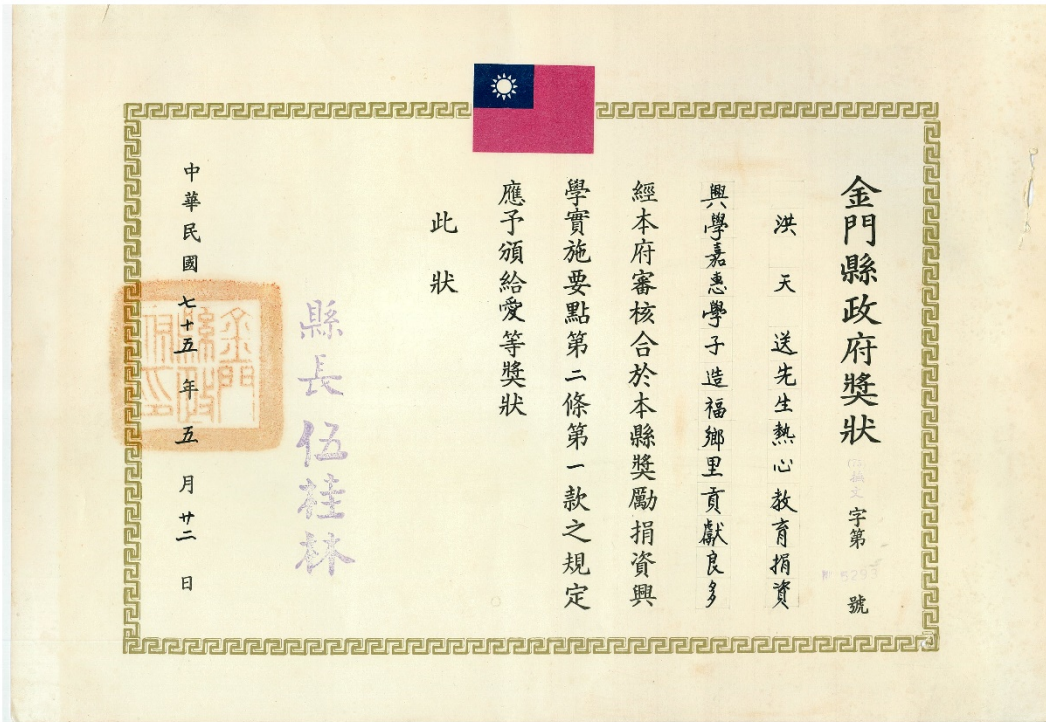 金門縣政府獎狀
字第 5293 號
洪天送先生熱心教育捐資
興學嘉惠學子造福鄉里貢獻良多
經本府審核合於本縣獎勵捐資興
學實施要點第二條第一款之規定
應予頒給愛等獎狀
此狀
縣長 伍桂林
中華民國七十五年五月廿二日